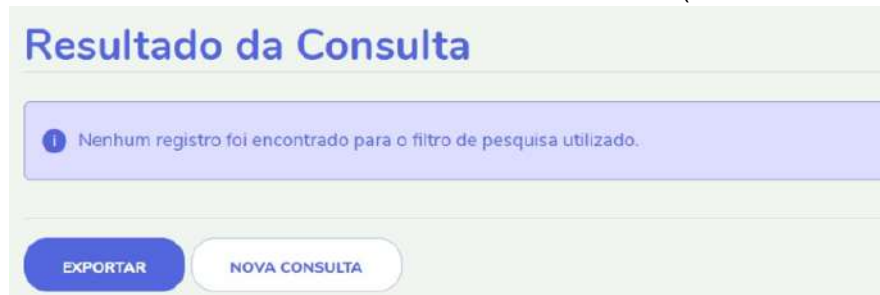 Resultado da Consulta
Nenhum registro foi encontrado para o filtro de pesquisa utilizado.
EXPORTAR
NOVA CONSULTA